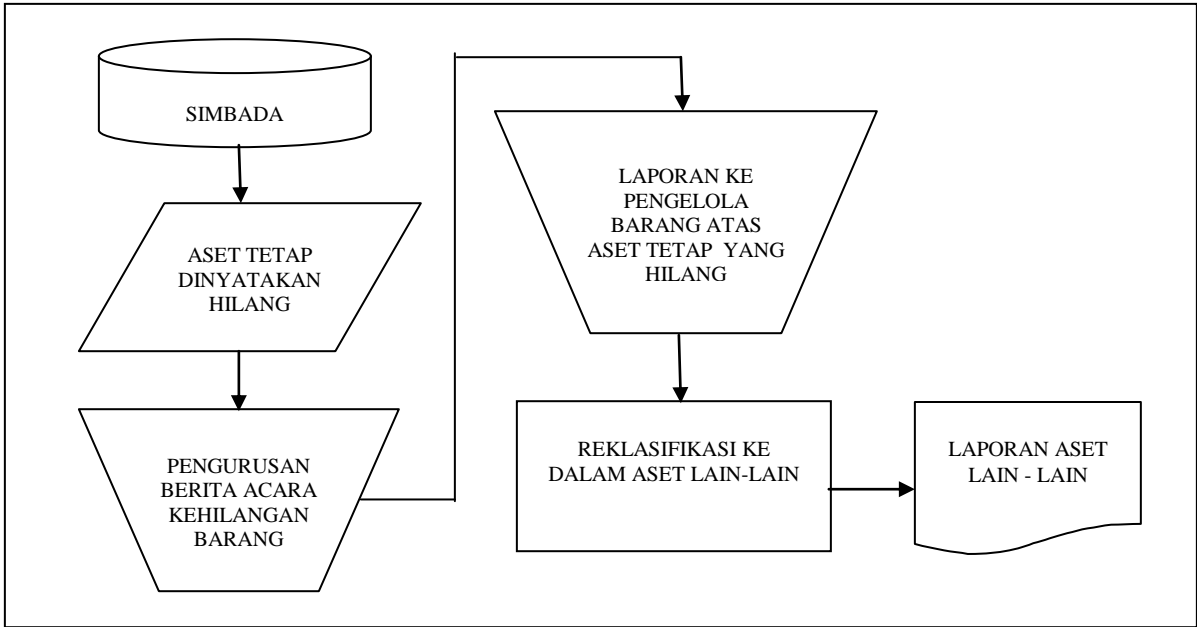 SIMBADA
ASET TETAP
DINYATAKAN
HILANG
PENGURUSAN
BERITA ACARA
KEHILANGAN
BARANG
LAPORAN KE
PENGELOLA
BARANG ATAS
ASET TETAP YANG
HILANG
REKLASIFIKASI KE
DALAM ASET LAIN-LAIN
LAPORAN ASET
LAIN - LAIN